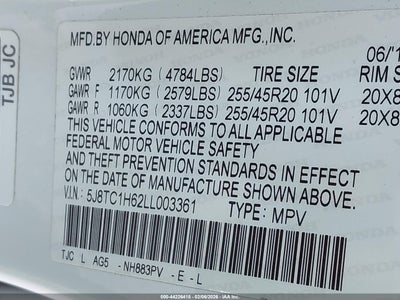 TJB JC
MFD.BY HONDA OF AMERICA MFG.,INC.
06/1
GVWR 2170KG (4784LBS) TIRE SIZE RIM S
GAWR F 1170KG (2579LBS) 255/45R20 101V 20X8
GAWR R 1060KG (2337LBS) 255/45R20 101V 20X8
THIS VEHICLE CONFORMS TO ALL APPLICABLE
FEDERAL MOTOR VEHICLE SAFETY
AND THEFT PREVENTION STANDARDS IN EFFECT
ON THE DATE OF MANUFACTURE SHOWN ABOVE.
V.I.N: 5J8TC1H62LL003361 TYPE: MPV
TJC L AG5 - NH883PV - E - L